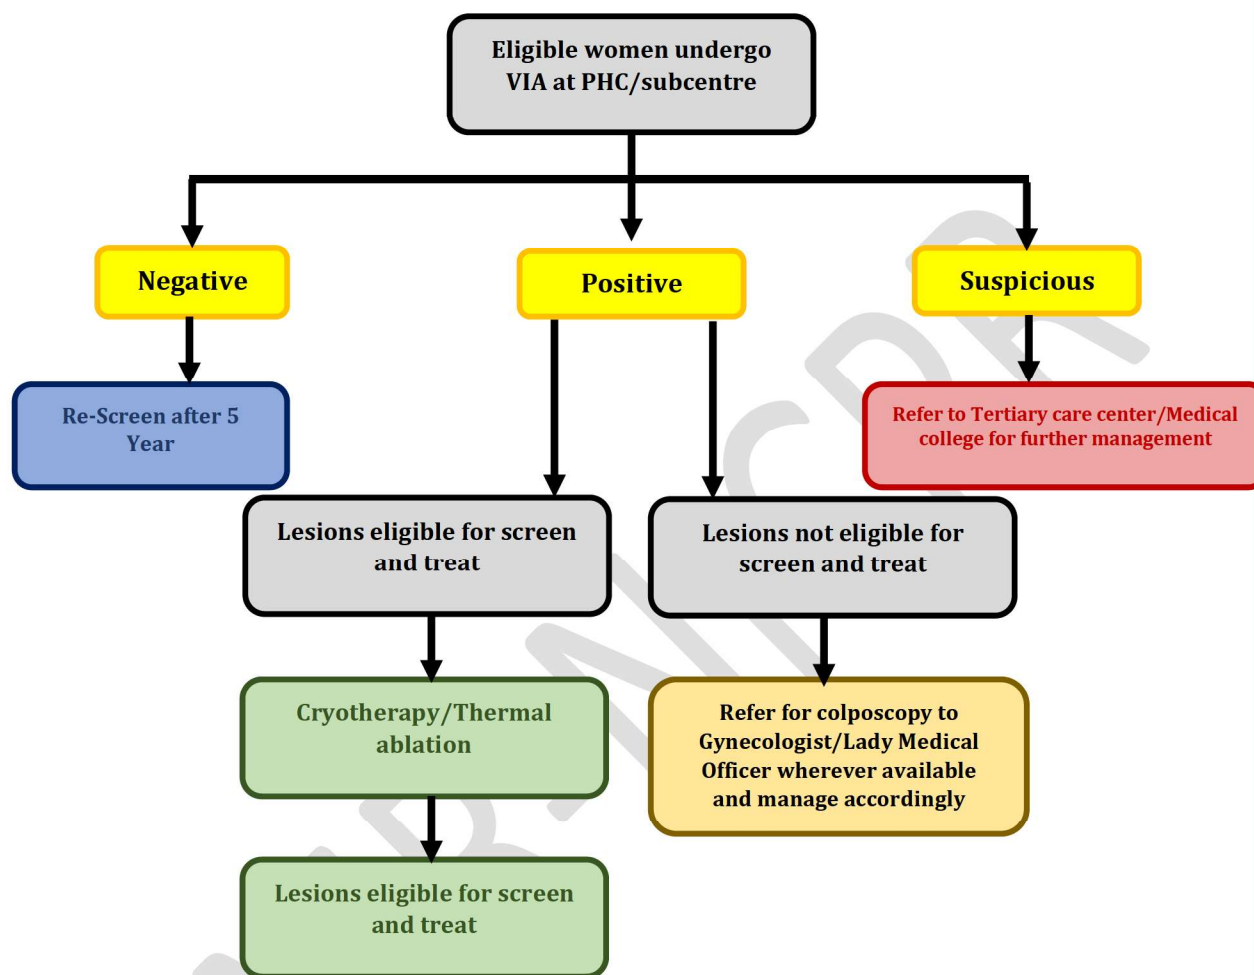 Eligible women undergo
VIA at PHC/subcentre
Negative
Positive
Suspicious
Re-Screen after 5
Year
Refer to Tertiary care center/Medical
college for further management
Lesions eligible for screen
and treat
Lesions not eligible for
screen and treat
Cryotherapy/Thermal
ablation
Refer for colposcopy to
Gynecologist/Lady Medical
Officer wherever available
and manage accordingly
Lesions eligible for screen
and treat